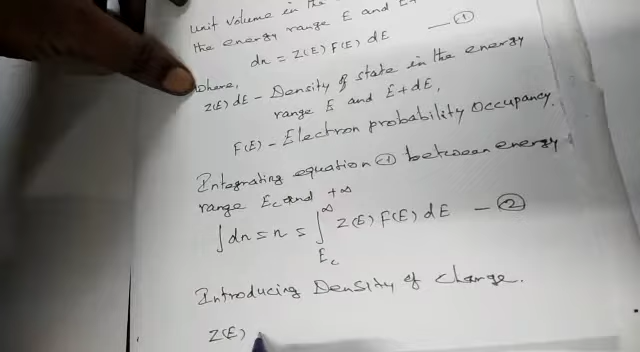 unit volume in the
the energy range E and E+
dn = Z(E) F(E) dE — ①
Where,
Z(E) dE - Density of state in the energy
range E and E+dE,
F(E) - Electron probability occupancy.
Integrating equation ① between energy
range Ec and +∞
∫dn = n = ∫ Z(E) F(E) dE — ②
∞
Ec
Introducing Density of charge.
Z(E)